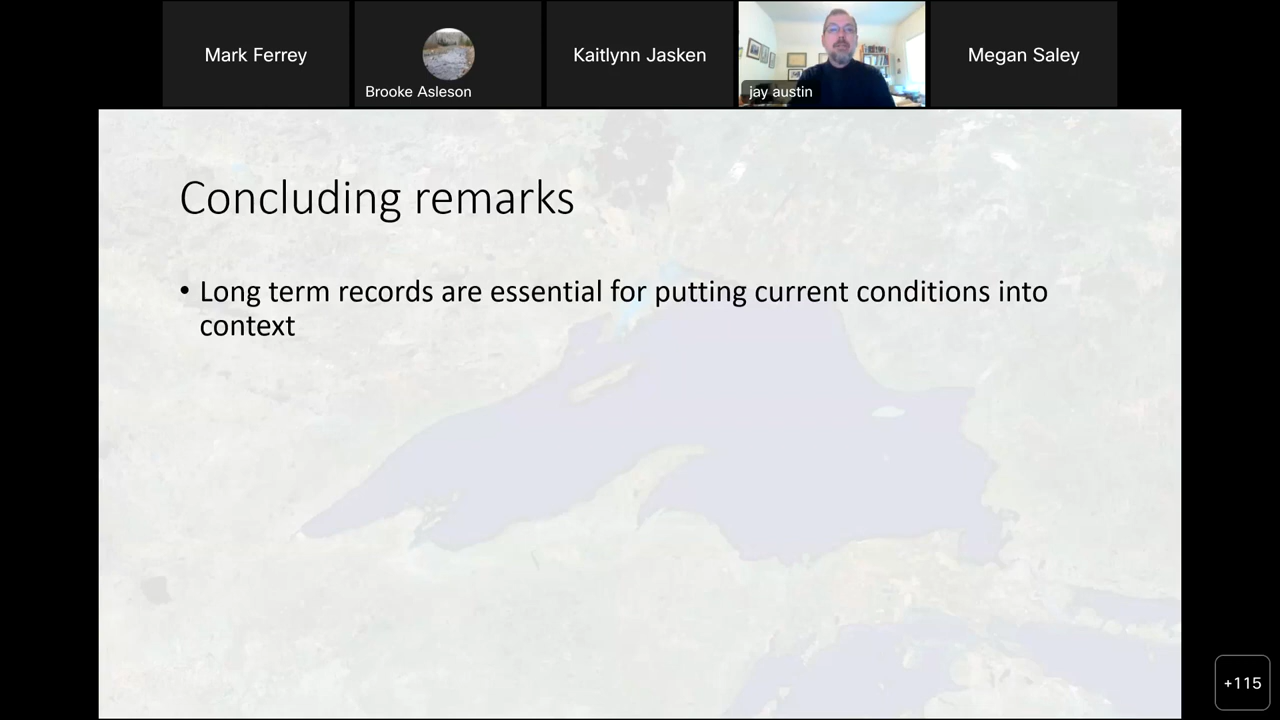 Mark Ferrey
Brooke Asleson
Kaitlynn Jasken
jay austin
Megan Saley
Concluding remarks
• Long term records are essential for putting current conditions into
context
+115